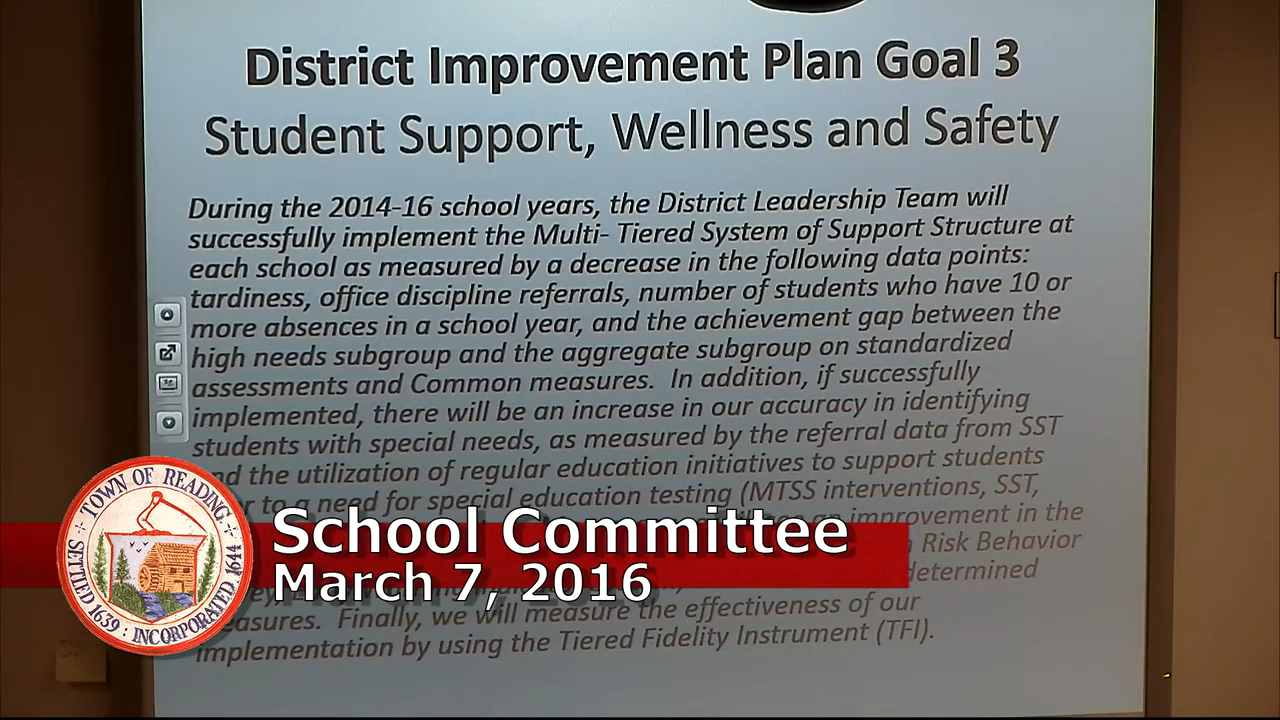 District Improvement Plan Goal 3
Student Support, Wellness and Safety
During the 2014-16 school years, the District Leadership Team will
successfully implement the Multi- Tiered System of Support Structure at
each school as measured by a decrease in the following data points:
tardiness, office discipline referrals, number of students who have 10 or
more absences in a school year, and the achievement gap between the
high needs subgroup and the aggregate subgroup on standardized
assessments and Common measures. In addition, if successfully
implemented, there will be an increase in our accuracy in identifying
students with special needs, as measured by the referral data from SST
the utilization of regular education initiatives to support students
to a need for special education testing (MTSS interventions, SST,
an improvement in the
Risk Behavior
determined
Finally, we will measure the effectiveness of our
implementation by using the Tiered Fidelity Instrument (TFI).
TOWN OF READING
SETTLED 1639 : INCORPORATED 1644
School Committee
March 7, 2016